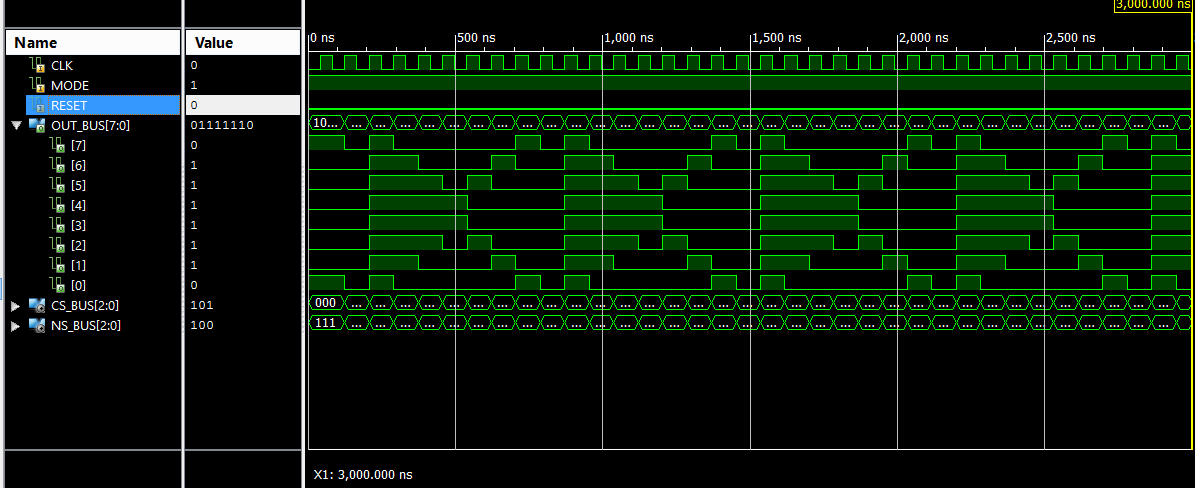 3,000.000 ns
Name Value
0 ns 500 ns 1,000 ns 1,500 ns 2,000 ns 2,500 ns
CLK 0
MODE 1
RESET 0
OUT_BUS[7:0] 01111110 10... ... ... ... ... ... ... ... ... ... ... ... ... ... ... ... ... ... ... ... ... ... ... ... ... ... ... ... ... ... ... ... ... ... ... ...
[7] 0
[6] 1
[5] 1
[4] 1
[3] 1
[2] 1
[1] 1
[0] 0
CS_BUS[2:0] 101 000 ... ... ... ... ... ... ... ... ... ... ... ... ... ... ... ... ... ... ... ... ... ... ... ... ... ... ... ... ... ... ... ... ... ... ...
NS_BUS[2:0] 100 111 ... ... ... ... ... ... ... ... ... ... ... ... ... ... ... ... ... ... ... ... ... ... ... ... ... ... ... ... ... ... ... ... ... ... ...
X1: 3,000.000 ns